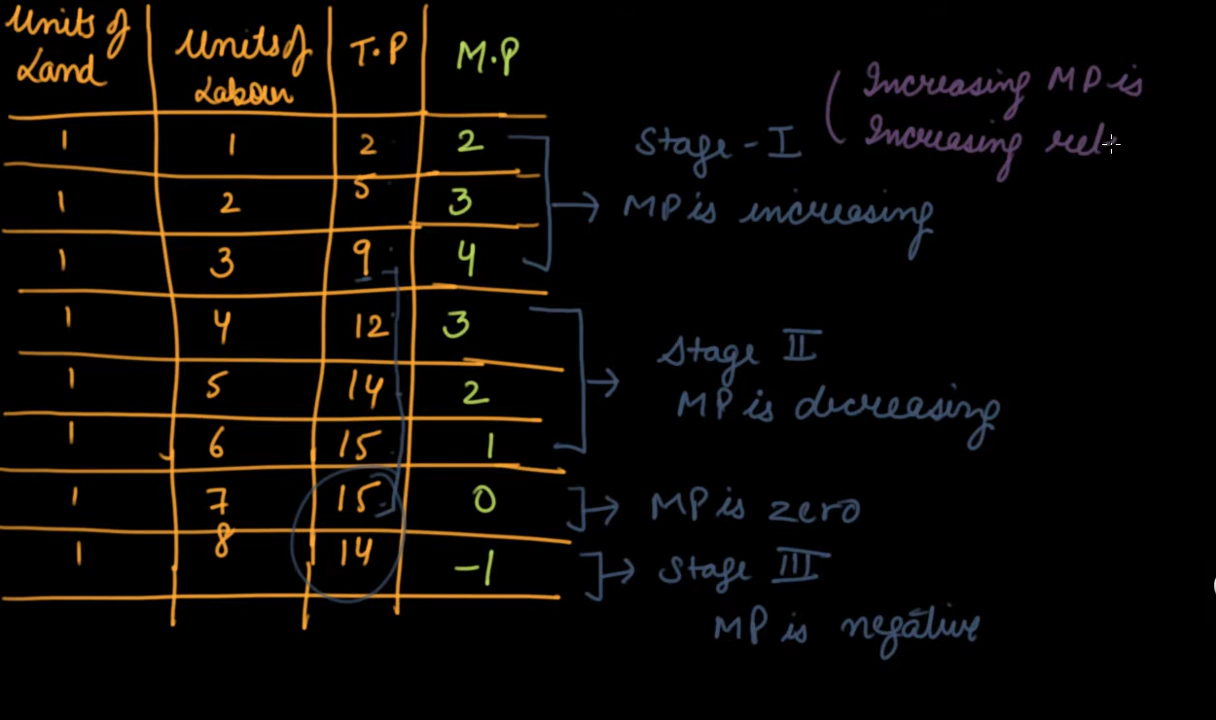 Units of Land | Units of Labour | T.P | M.P
1 | 1 | 2 | 2
1 | 2 | 5 | 3
1 | 3 | 9 | 4
1 | 4 | 12 | 3
1 | 5 | 14 | 2
1 | 6 | 15 | 1
1 | 7 | 15 | 0
1 | 8 | 14 | -1
( Increasing MP is
Increasing ret
Stage - I
→ MP is increasing
Stage II
→ MP is decreasing
→ MP is zero
→ Stage III
MP is negative